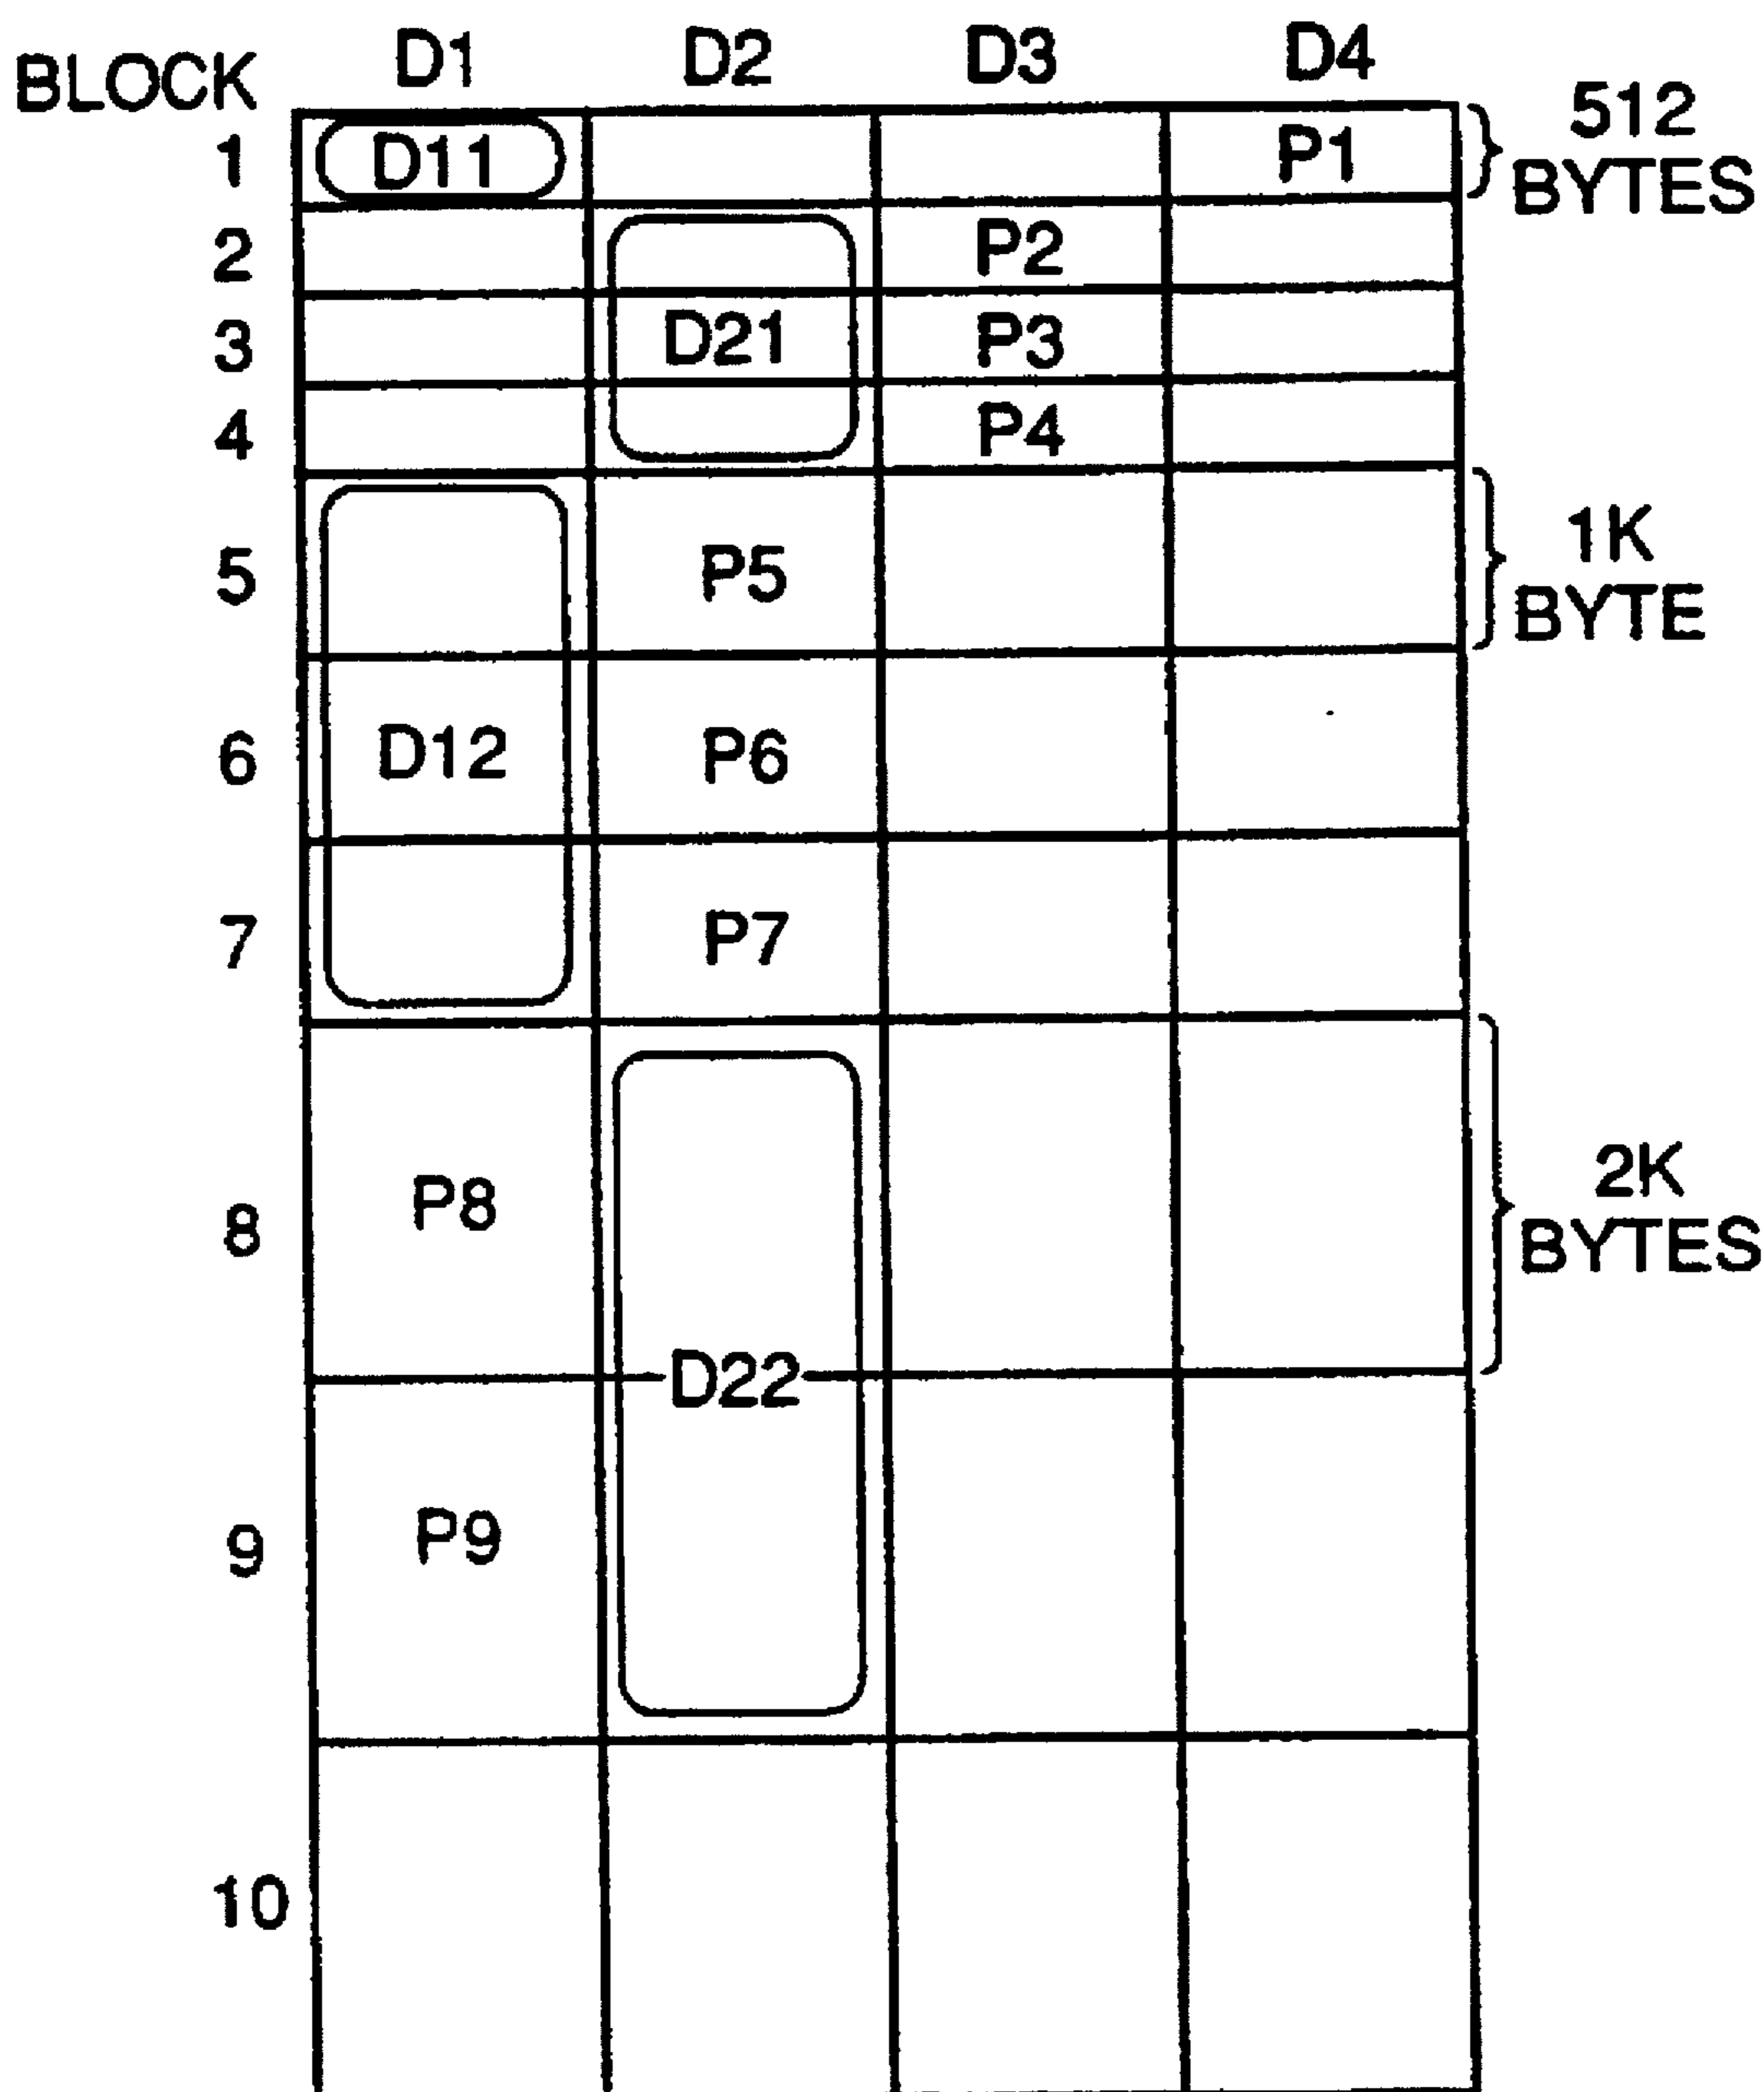 BLOCK D1 D2 D3 D4
1 D11 P1 512 BYTES
2 P2
3 D21 P3
4 P4
5 P5 1K BYTE
6 D12 P6
7 P7
8 P8 2K BYTES
D22
9 P9
10